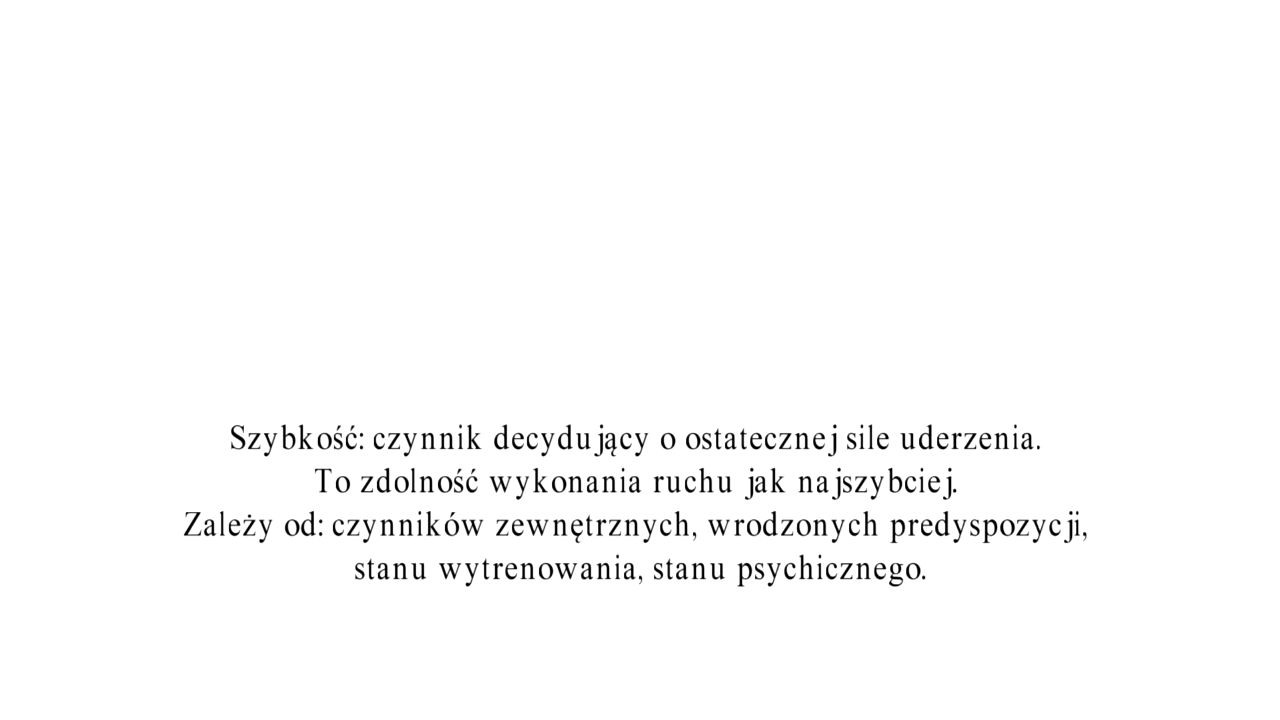 Szybkość: czynnik decydujący o ostatecznej sile uderzenia.
To zdolność wykonania ruchu jak najszybciej.
Zależy od: czynników zewnętrznych, wrodzonych predyspozycji,
stanu wytrenowania, stanu psychicznego.